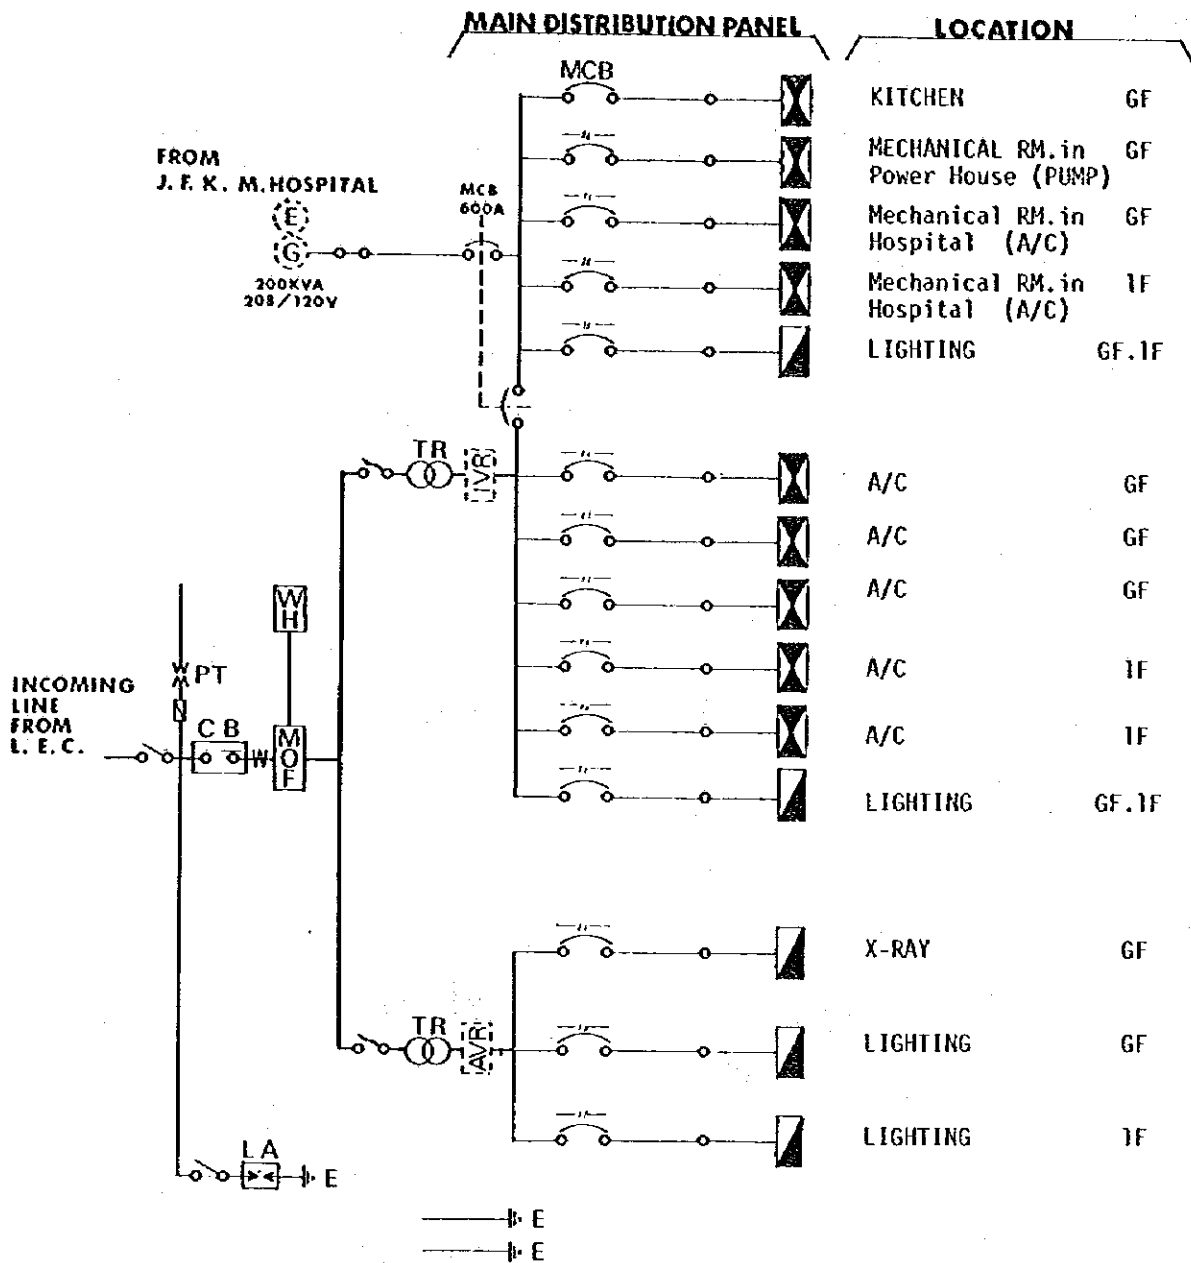 MAIN DISTRIBUTION PANEL
LOCATION
MCB
KITCHEN GF
MECHANICAL RM.in GF
Power House (PUMP)
FROM
J. F. K. M. HOSPITAL
E
G
200KVA
208/120V
MCB
600A
Mechanical RM.in GF
Hospital (A/C)
Mechanical RM.in 1F
Hospital (A/C)
LIGHTING GF.1F
TR
A/C GF
A/C GF
A/C GF
A/C 1F
A/C 1F
LIGHTING GF.1F
WH
PT
INCOMING
LINE
FROM
L. E. C.
CB
MOF
X-RAY GF
TR
AVR
LIGHTING GF
LIGHTING 1F
LA
E
E
E